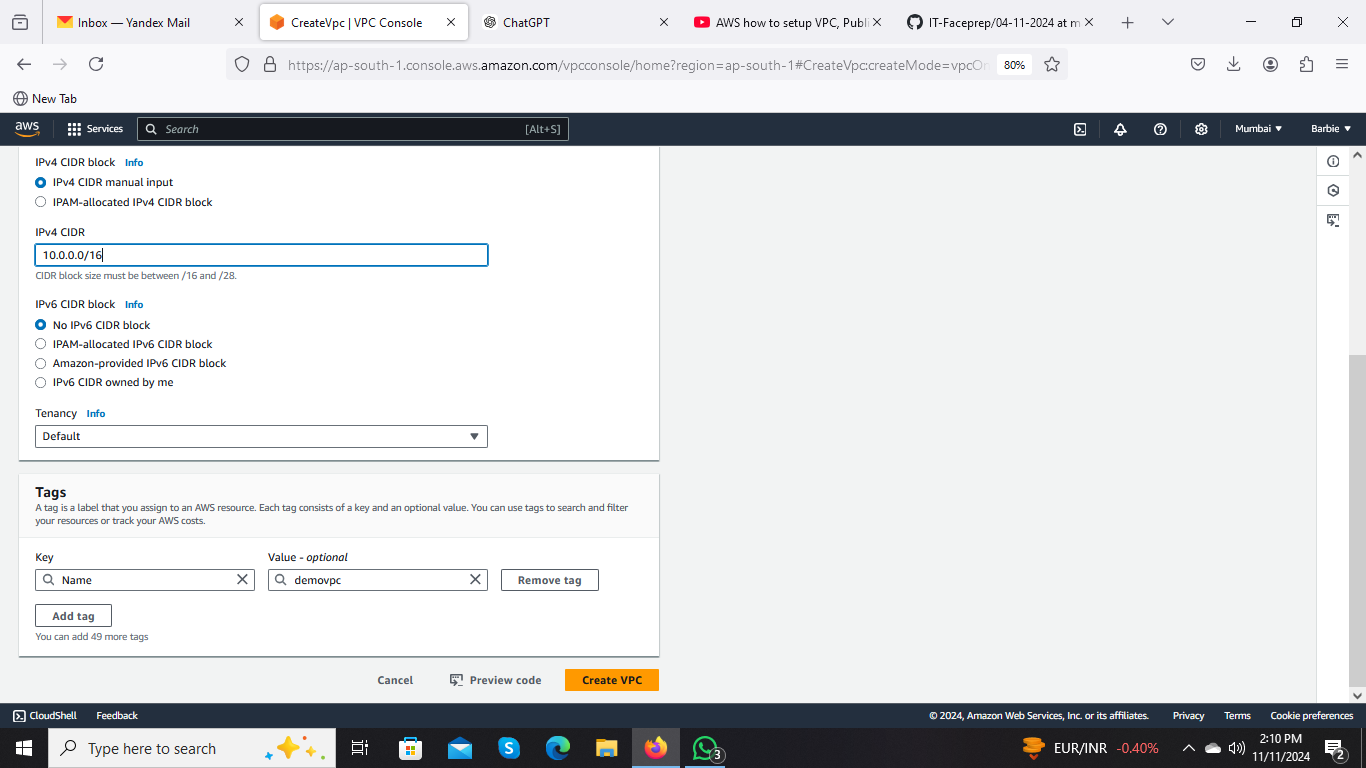 Inbox — Yandex Mail
CreateVpc | VPC Console
ChatGPT
AWS how to setup VPC, Publi
IT-Faceprep/04-11-2024 at m
https://ap-south-1.console.aws.amazon.com/vpcconsole/home?region=ap-south-1#CreateVpc:createMode=vpcOn
80%
New Tab
aws
Services
Search
[Alt+S]
Mumbai
Barbie
IPv4 CIDR block Info
IPv4 CIDR manual input
IPAM-allocated IPv4 CIDR block
IPv4 CIDR
10.0.0.0/16
CIDR block size must be between /16 and /28.
IPv6 CIDR block Info
No IPv6 CIDR block
IPAM-allocated IPv6 CIDR block
Amazon-provided IPv6 CIDR block
IPv6 CIDR owned by me
Tenancy Info
Default
Tags
A tag is a label that you assign to an AWS resource. Each tag consists of a key and an optional value. You can use tags to search and filter
your resources or track your AWS costs.
Key
Value - optional
Name
demovpc
Remove tag
Add tag
You can add 49 more tags
Cancel
Preview code
Create VPC
CloudShell
Feedback
© 2024, Amazon Web Services, Inc. or its affiliates.
Privacy
Terms
Cookie preferences
Type here to search
3
EUR/INR -0.40%
2:10 PM
11/11/2024
2